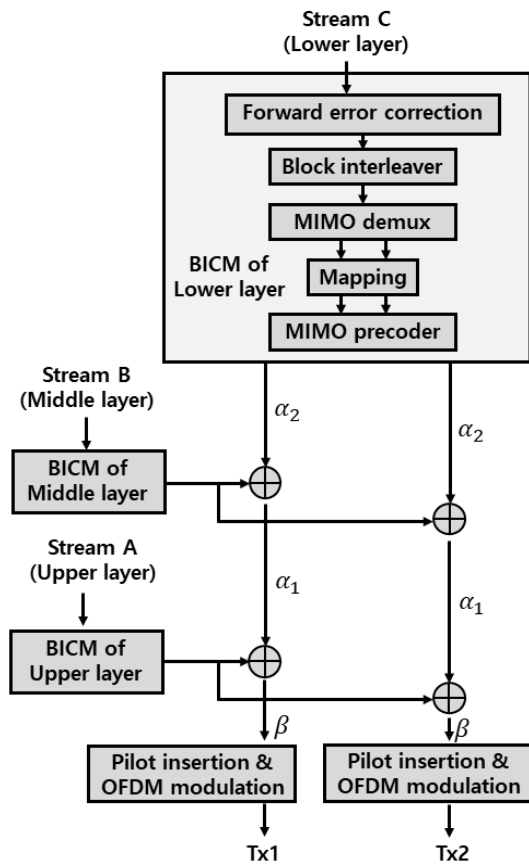 Stream C
(Lower layer)
Forward error correction
Block interleaver
MIMO demux
BICM of
Lower layer
Mapping
MIMO precoder
Stream B
(Middle layer)
α₂
α₂
BICM of
Middle layer
Stream A
(Upper layer)
α₁
α₁
BICM of
Upper layer
β
β
Pilot insertion &
OFDM modulation
Pilot insertion &
OFDM modulation
Tx1
Tx2